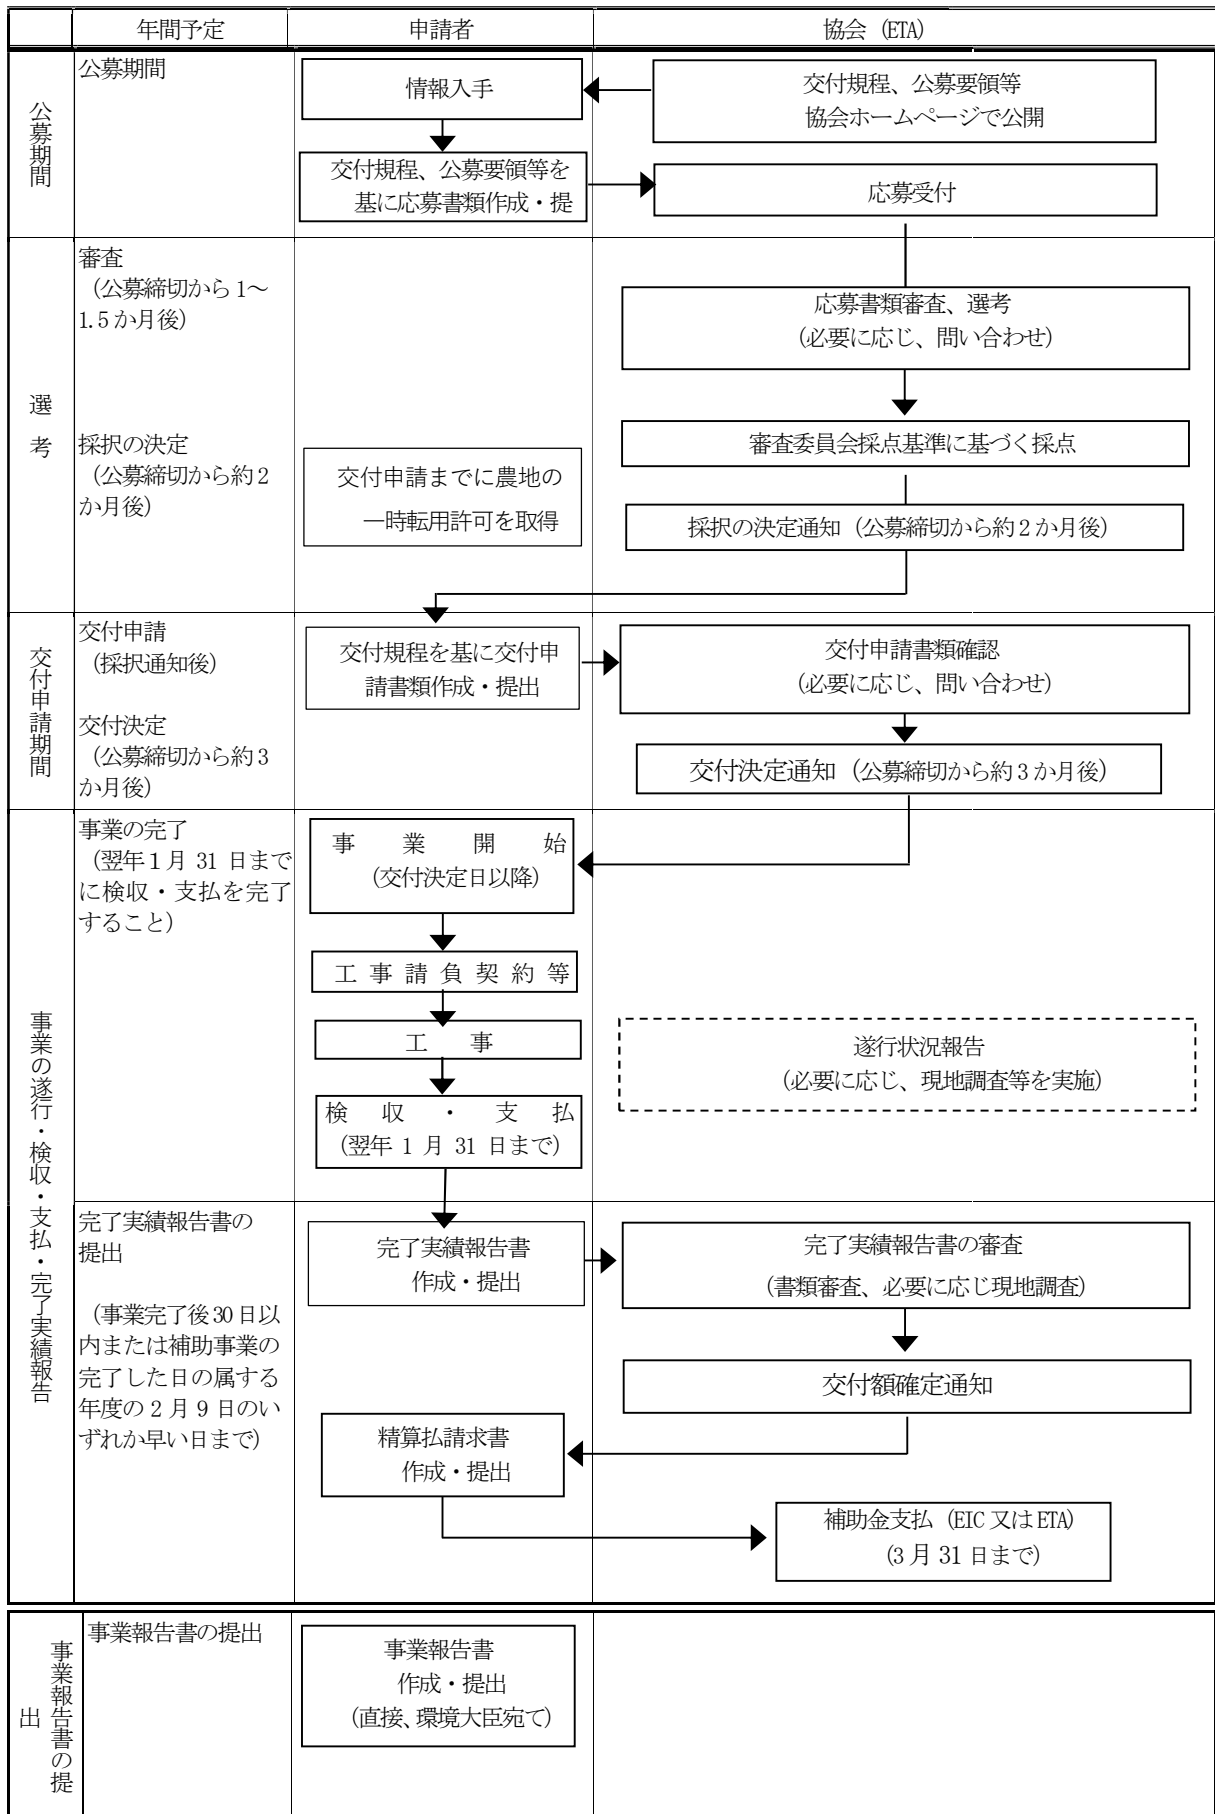 年間予定
申請者
協会（ETA）
公募期間
公募期間
情報入手
交付規程、公募要領等
協会ホームページで公開
交付規程、公募要領等を
基に応募書類作成・提
応募受付
選考
審査
（公募締切から1～
1.5か月後）
応募書類審査、選考
（必要に応じ、問い合わせ）
審査委員会採点基準に基づく採点
採択の決定
（公募締切から約2
か月後）
交付申請までに農地の
一時転用許可を取得
採択の決定通知（公募締切から約2か月後）
交付申請期間
交付申請
（採択通知後）
交付規程を基に交付申
請書類作成・提出
交付申請書類確認
（必要に応じ、問い合わせ）
交付決定
（公募締切から約3
か月後）
交付決定通知（公募締切から約3か月後）
事業の遂行・検収・支払・完了実績報告
事業の完了
（翌年1月 31 日まで
に検収・支払を完了
すること）
事業開始
（交付決定日以降）
工事請負契約等
工事
遂行状況報告
（必要に応じ、現地調査等を実施）
検収・支払
（翌年 1 月 31 日まで）
完了実績報告書の
提出
（事業完了後30日以
内または補助事業の
完了した日の属する
年度の2月9日のい
ずれか早い日まで）
完了実績報告書
作成・提出
完了実績報告書の審査
（書類審査、必要に応じ現地調査）
交付額確定通知
精算払請求書
作成・提出
補助金支払（EIC又はETA）
（3月31日まで）
事業報告書の提
出
事業報告書の提出
事業報告書
作成・提出
（直接、環境大臣宛て）